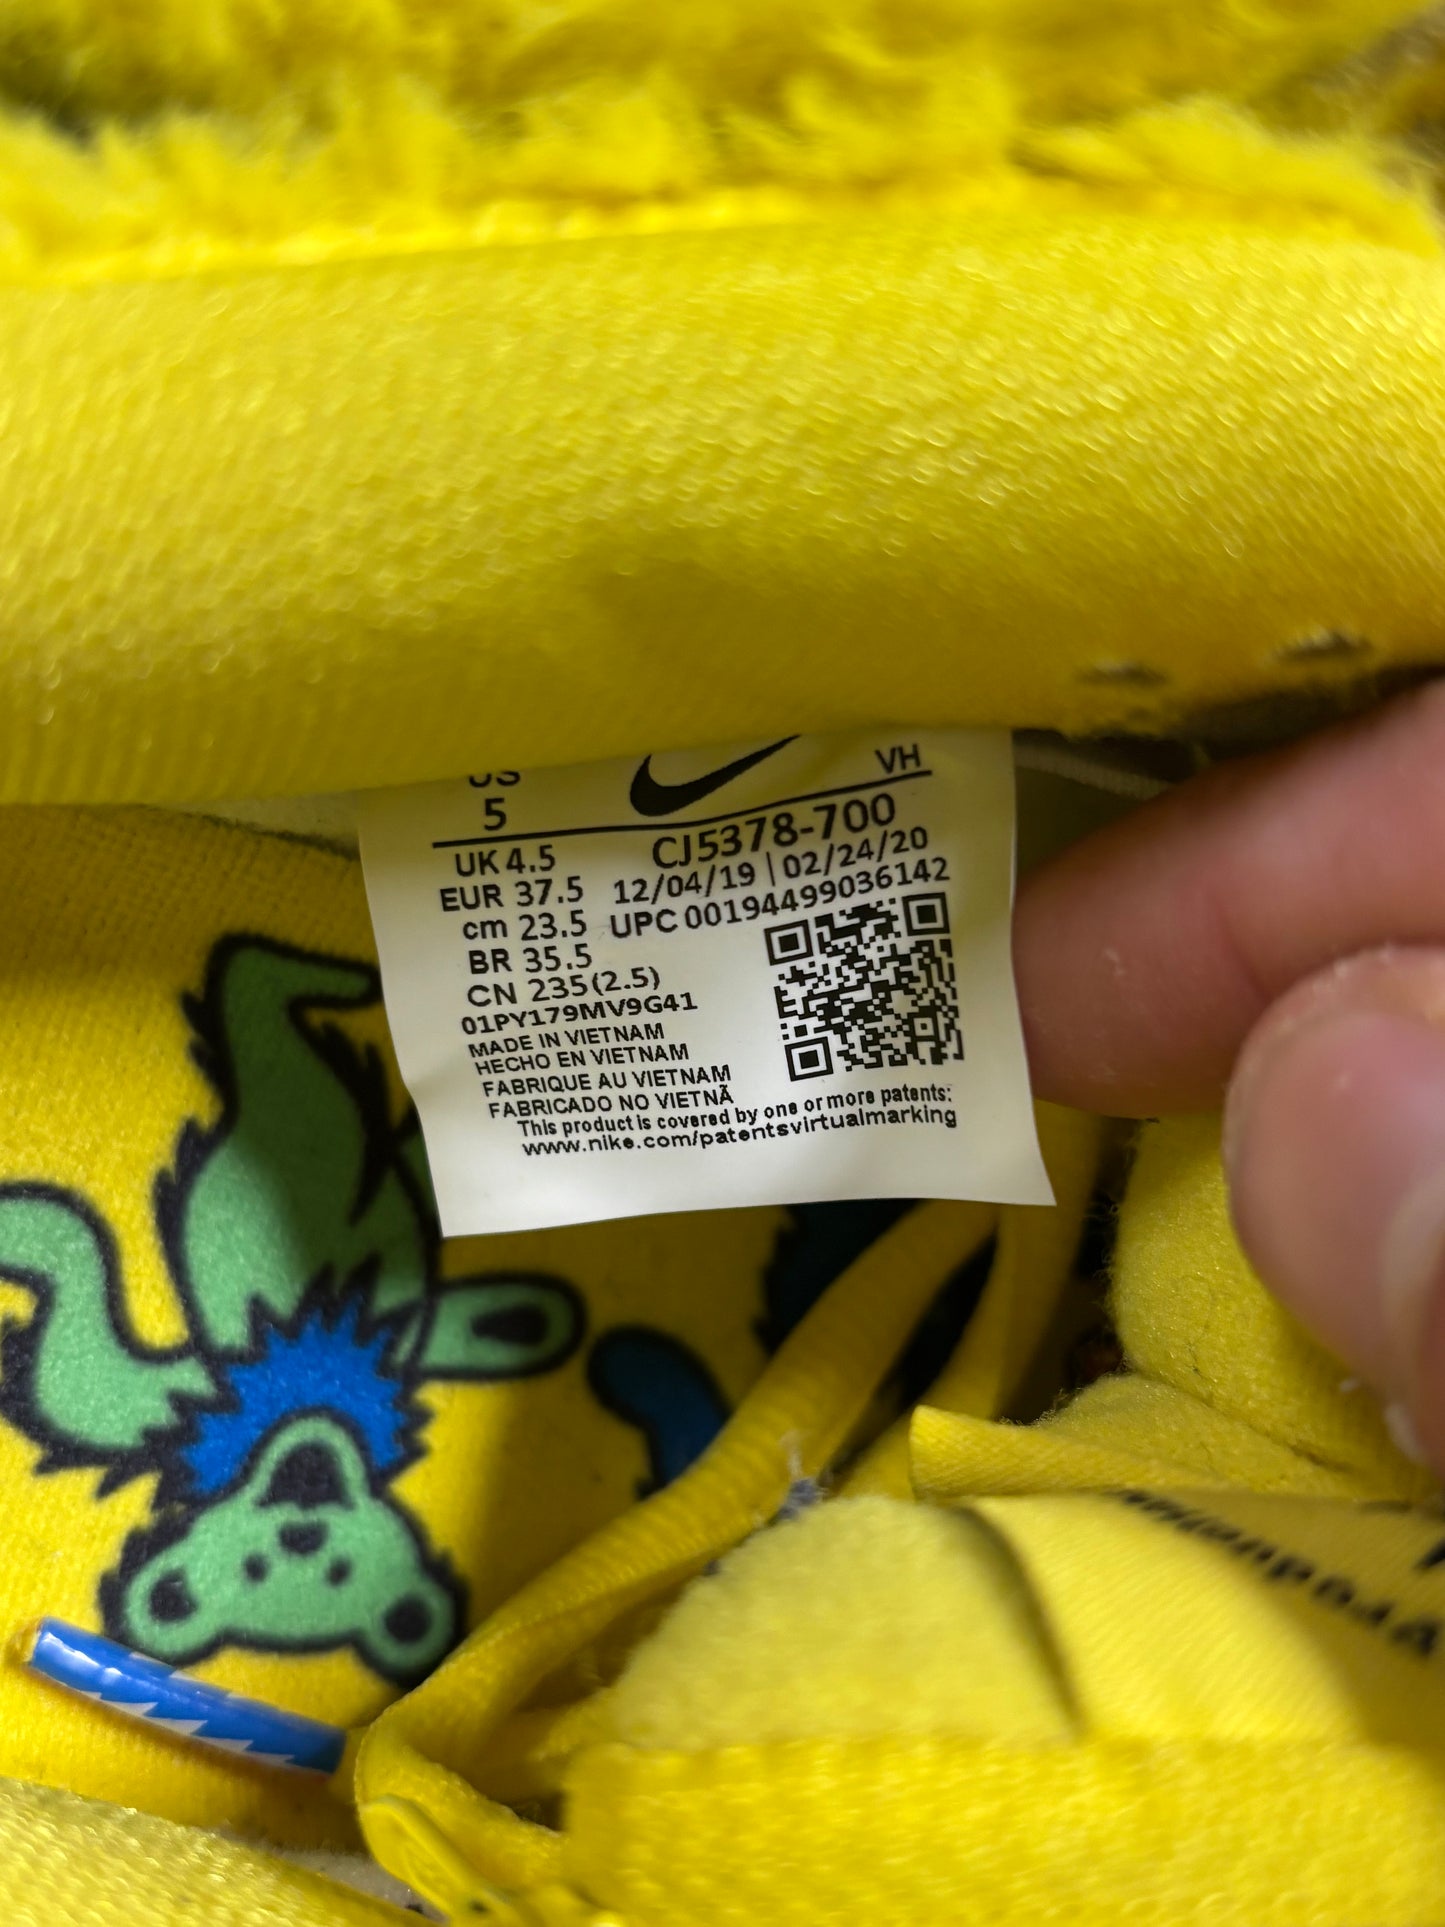 US
5
VH
UK 4.5
CJ5378-700
EUR 37.5
12/04/19 | 02/24/20
cm 23.5
UPC 00194499036142
BR 35.5
CN 235(2.5)
01PY179MV9G41
MADE IN VIETNAM
HECHO EN VIETNAM
FABRIQUE AU VIETNAM
FABRICADO NO VIETNÃ
This product is covered by one or more patents:
www.nike.com/patentsvirtualmarking